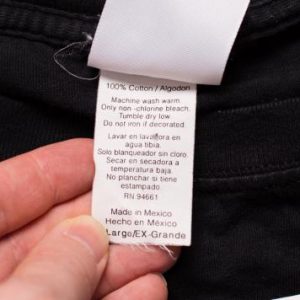 100% Cotton / Algodon
Machine wash warm.
Only non -chlorine bleach.
Tumble dry low.
Do not iron if decorated.
Lavar en lavadora en
agua tibia.
Solo blanqueador sin cloro.
Secar en secadora a
temperatura baja.
No planchar si tiene
estampado.
RN 94661
Made in Mexico
Hecho en México
Large/EX-Grande